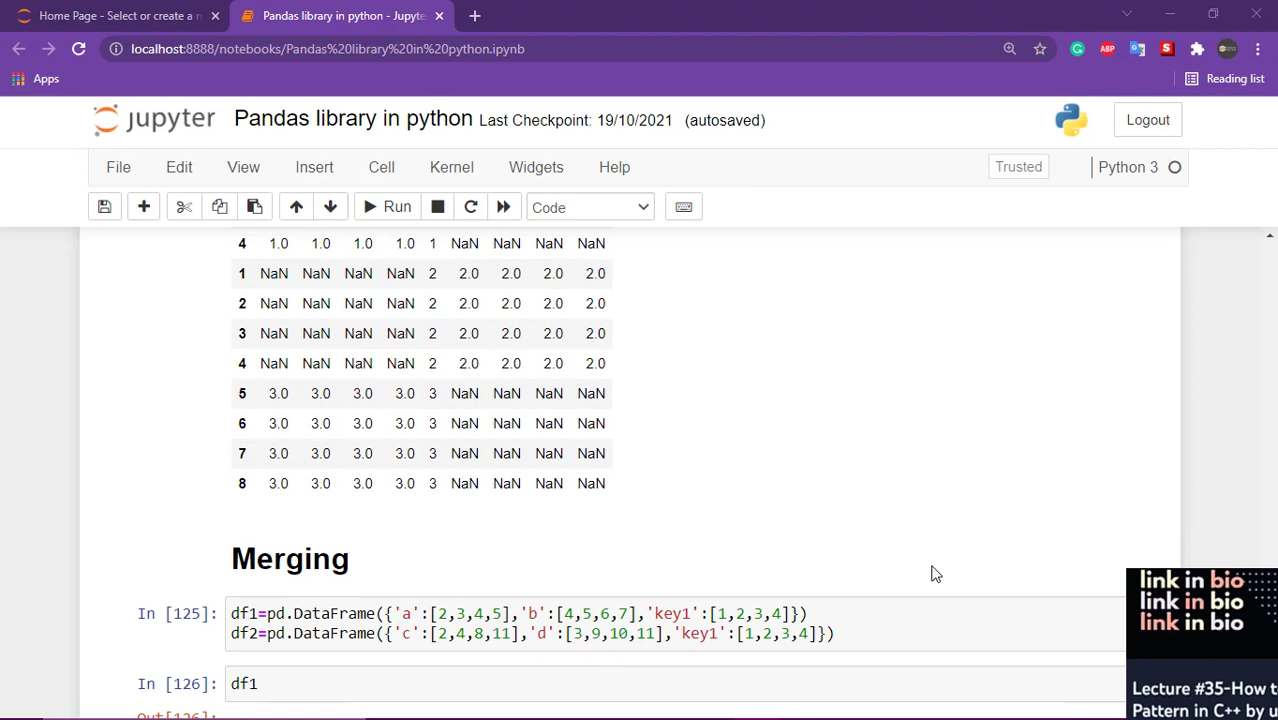 Home Page - Select or create a n
Pandas library in python - Jupyte
localhost:8888/notebooks/Pandas%20library%20in%20python.ipynb
ABP
S
Apps
Reading list
jupyter
Pandas library in python Last Checkpoint: 19/10/2021 (autosaved)
Logout
File Edit View Insert Cell Kernel Widgets Help
Trusted
Python 3
Run
Code
4 1.0 1.0 1.0 1.0 1 NaN NaN NaN NaN
1 NaN NaN NaN NaN 2 2.0 2.0 2.0 2.0
2 NaN NaN NaN NaN 2 2.0 2.0 2.0 2.0
3 NaN NaN NaN NaN 2 2.0 2.0 2.0 2.0
4 NaN NaN NaN NaN 2 2.0 2.0 2.0 2.0
5 3.0 3.0 3.0 3.0 3 NaN NaN NaN NaN
6 3.0 3.0 3.0 3.0 3 NaN NaN NaN NaN
7 3.0 3.0 3.0 3.0 3 NaN NaN NaN NaN
8 3.0 3.0 3.0 3.0 3 NaN NaN NaN NaN
Merging
In [125]: df1=pd.DataFrame({'a':[2,3,4,5],'b':[4,5,6,7],'key1':[1,2,3,4]})
df2=pd.DataFrame({'c':[2,4,8,11],'d':[3,9,10,11],'key1':[1,2,3,4]})
In [126]: df1
Out[126]:
link in bio
link in bio
link in bio
Lecture #35-How t
Pattern in C++ by u